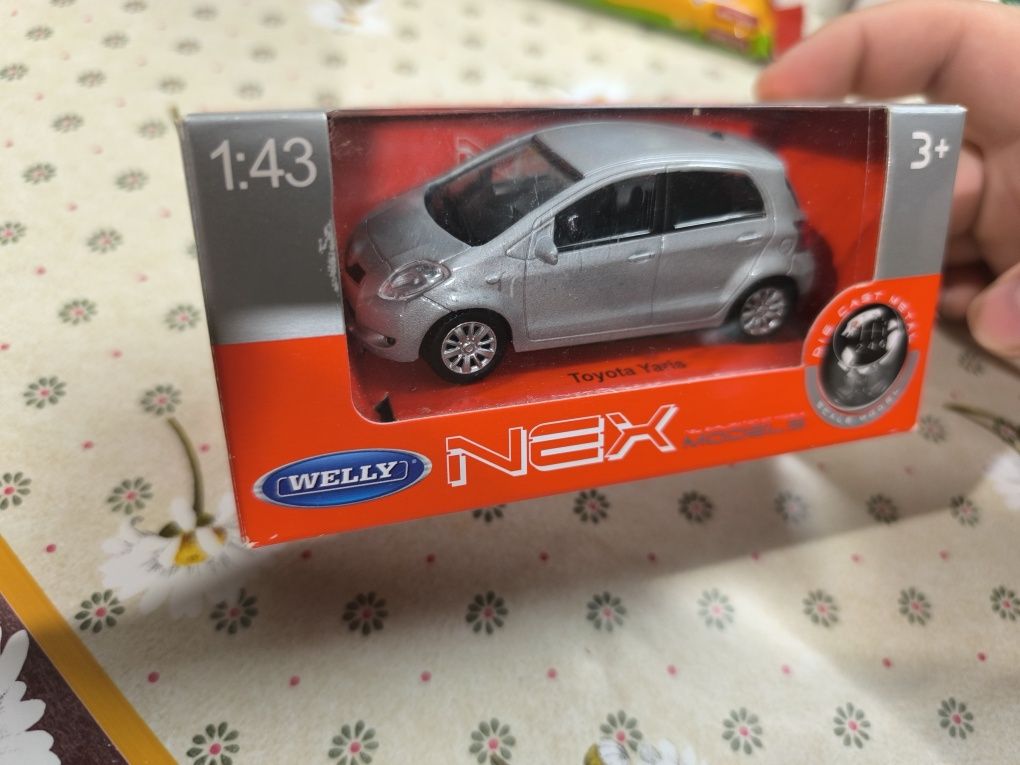 1:43
3+
Toyota Yaris
DIE CAST METAL
SCALE MODEL
WELLY
NEX
MODELS